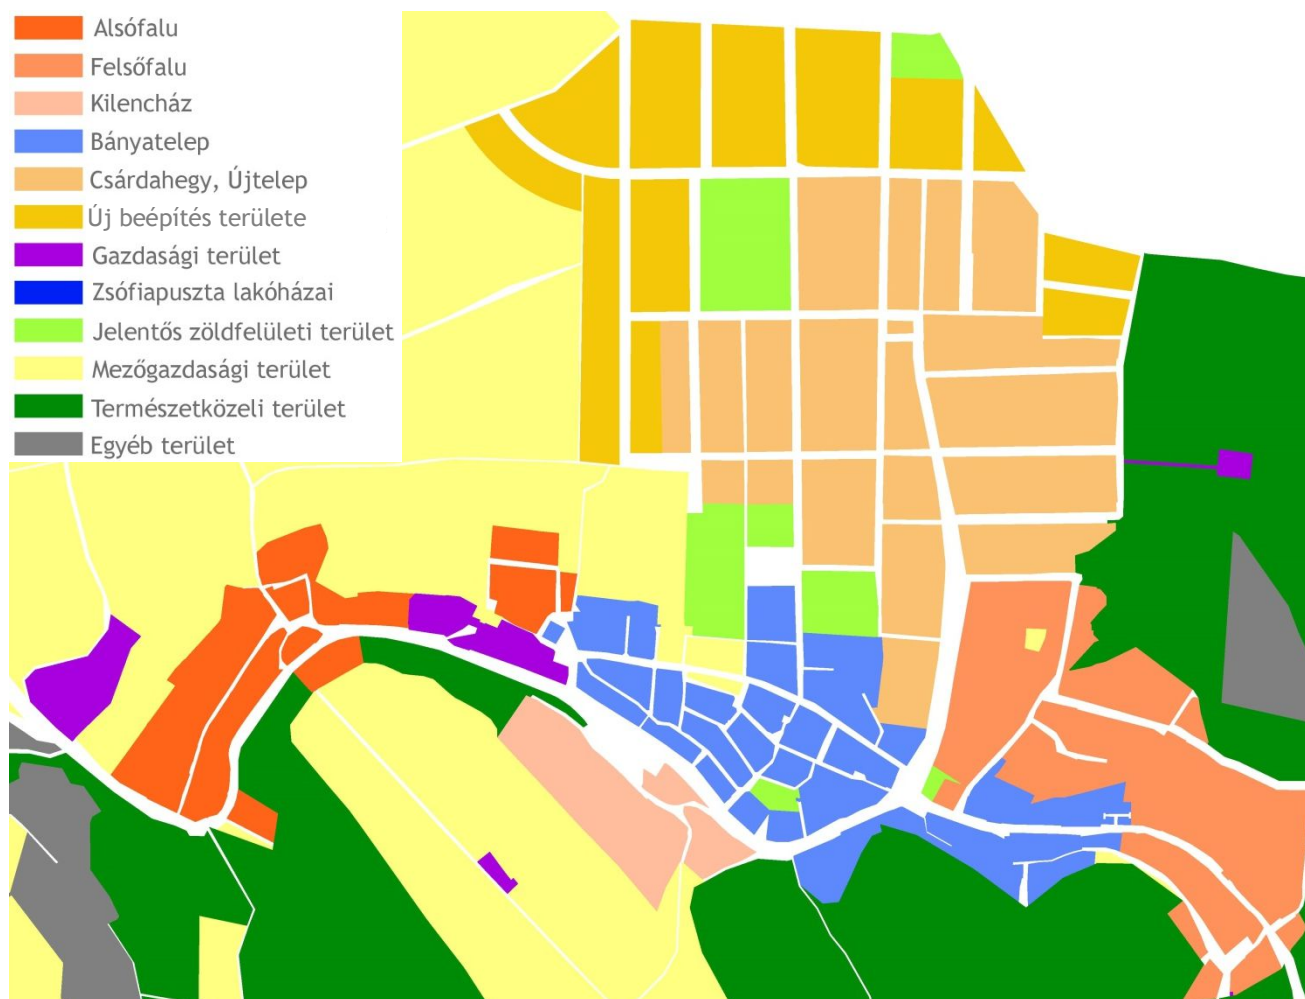 Alsófalu
Felsőfalu
Kilencház
Bányatelep
Csárdahegy, Újtelep
Új beépítés területe
Gazdasági terület
Zsófiapuszta lakóházai
Jelentős zöldfelületi terület
Mezőgazdasági terület
Természetközeli terület
Egyéb terület